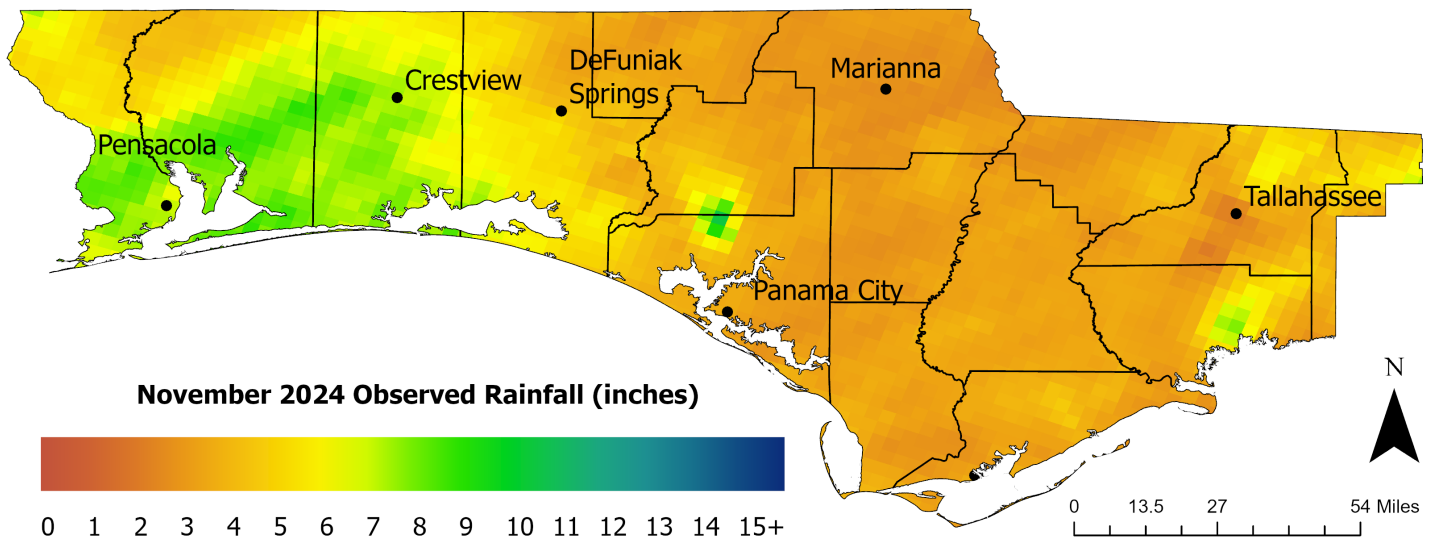 DeFuniak
Springs
Crestview
Marianna
Pensacola
Tallahassee
Panama City
November 2024 Observed Rainfall (inches)
0 1 2 3 4 5 6 7 8 9 10 11 12 13 14 15+
N
0 13.5 27 54 Miles